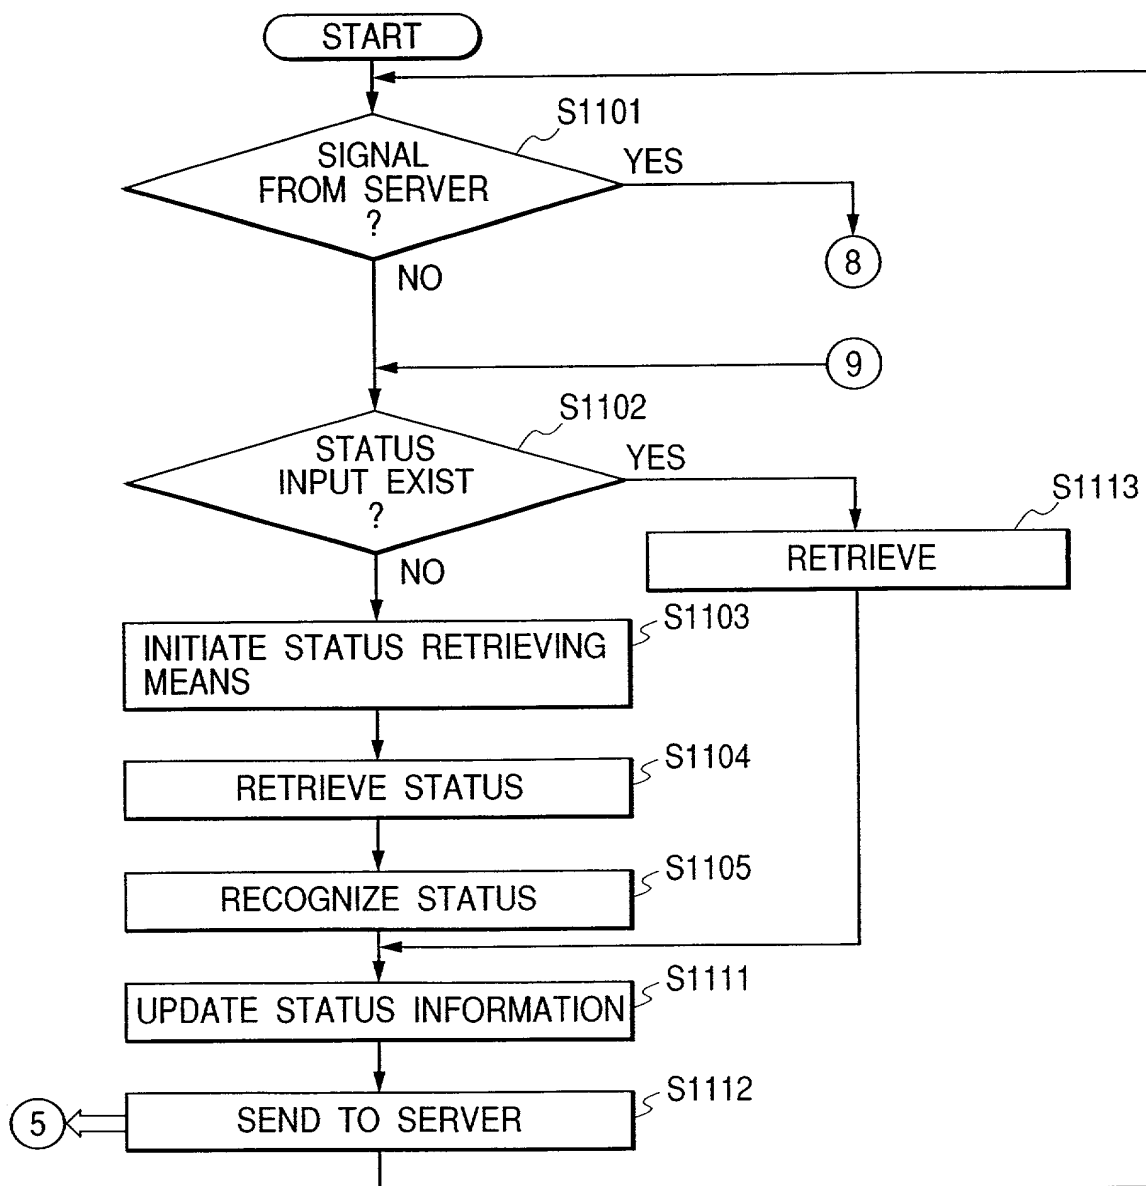 START
S1101
SIGNAL
FROM SERVER
?
YES
8
NO
9
S1102
STATUS
INPUT EXIST
?
YES
S1113
RETRIEVE
NO
S1103
INITIATE STATUS RETRIEVING
MEANS
S1104
RETRIEVE STATUS
S1105
RECOGNIZE STATUS
S1111
UPDATE STATUS INFORMATION
S1112
5
SEND TO SERVER